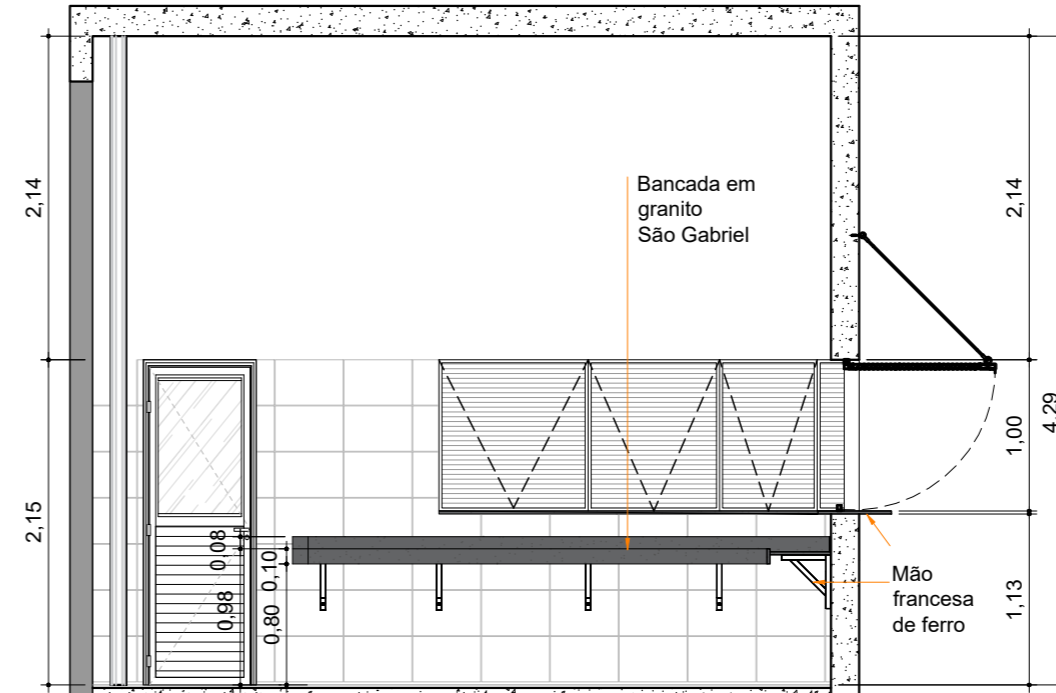 2,14
2,15
Bancada em
granito
São Gabriel
2,14
1,00
4,29
1,13
0,08
0,10
0,98
0,80
Mão
francesa
de ferro